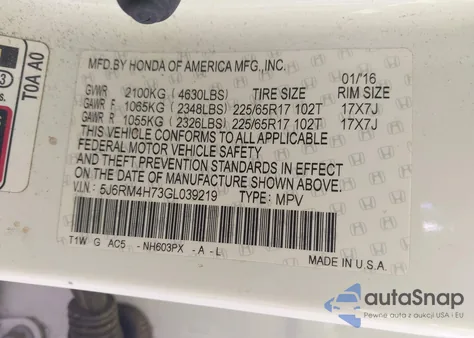 MFD.BY HONDA OF AMERICA MFG.,INC.
01/16
GVWR 2100KG (4630LBS) TIRE SIZE RIM SIZE
GAWR F 1065KG (2348LBS) 225/65R17 102T 17X7J
GAWR R 1055KG (2326LBS) 225/65R17 102T 17X7J
THIS VEHICLE CONFORMS TO ALL APPLICABLE
FEDERAL MOTOR VEHICLE SAFETY
AND THEFT PREVENTION STANDARDS IN EFFECT
ON THE DATE OF MANUFACTURE SHOWN ABOVE.
V.I.N.: 5J6RM4H73GL039219 TYPE: MPV
T1W G AC5 - NH603PX - A - L
3
s.
T0A A0
autoSnap
Pewne auta z aukcji USA i EU